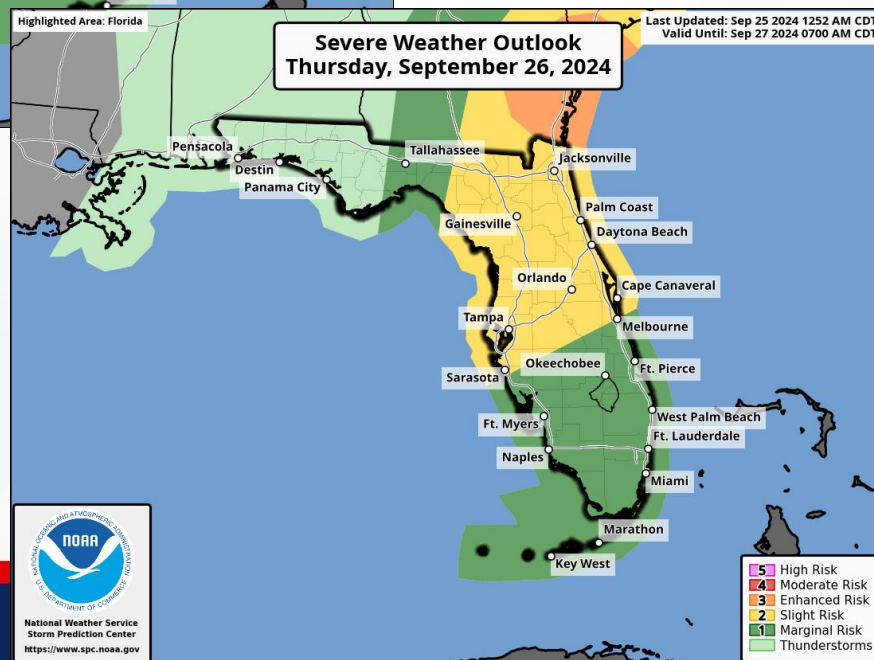 Highlighted Area: Florida
Severe Weather Outlook
Thursday, September 26, 2024
Last Updated: Sep 25 2024 1252 AM CDT
Valid Until: Sep 27 2024 0700 AM CDT
Pensacola
Tallahassee
Jacksonville
Destin
Panama City
Palm Coast
Gainesville
Daytona Beach
Orlando
Cape Canaveral
Tampa
Melbourne
Okeechobee
Ft. Pierce
Sarasota
West Palm Beach
Ft. Myers
Ft. Lauderdale
Naples
Miami
Marathon
Key West
NATIONAL OCEANIC AND ATMOSPHERIC ADMINISTRATION
NOAA
U.S. DEPARTMENT OF COMMERCE
National Weather Service
Storm Prediction Center
https://www.spc.noaa.gov
5 High Risk
4 Moderate Risk
3 Enhanced Risk
2 Slight Risk
1 Marginal Risk
Thunderstorms